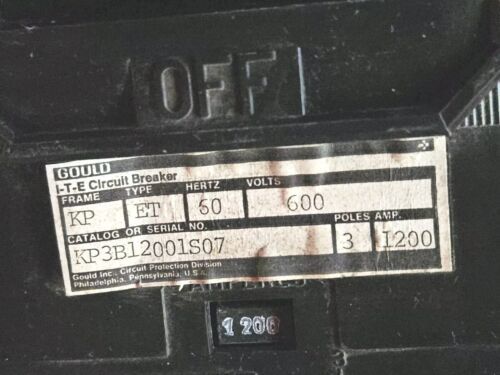 OFF
GOULD
I-T-E Circuit Breaker
FRAME TYPE HERTZ VOLTS
KP ET 60 600
CATALOG OR SERIAL NO. POLES AMP.
KP3B12001S07 3 1200
Gould Inc., Circuit Protection Division
Philadelphia, Pennsylvania, U.S.A.
AMPERES
1200